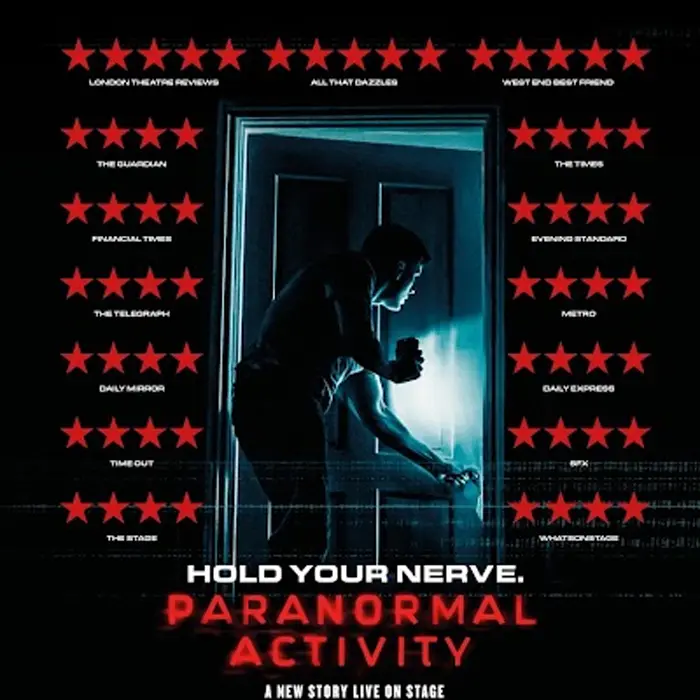 LONDON THEATRE REVIEWS ALL THAT DAZZLES WEST END BEST FRIEND
THE GUARDIAN THE TIMES
FINANCIAL TIMES EVENING STANDARD
THE TELEGRAPH METRO
DAILY MIRROR DAILY EXPRESS
TIME OUT SFX
THE STAGE WHATSONSTAGE
HOLD YOUR NERVE.
PARANORMAL
ACTIVITY
A NEW STORY LIVE ON STAGE